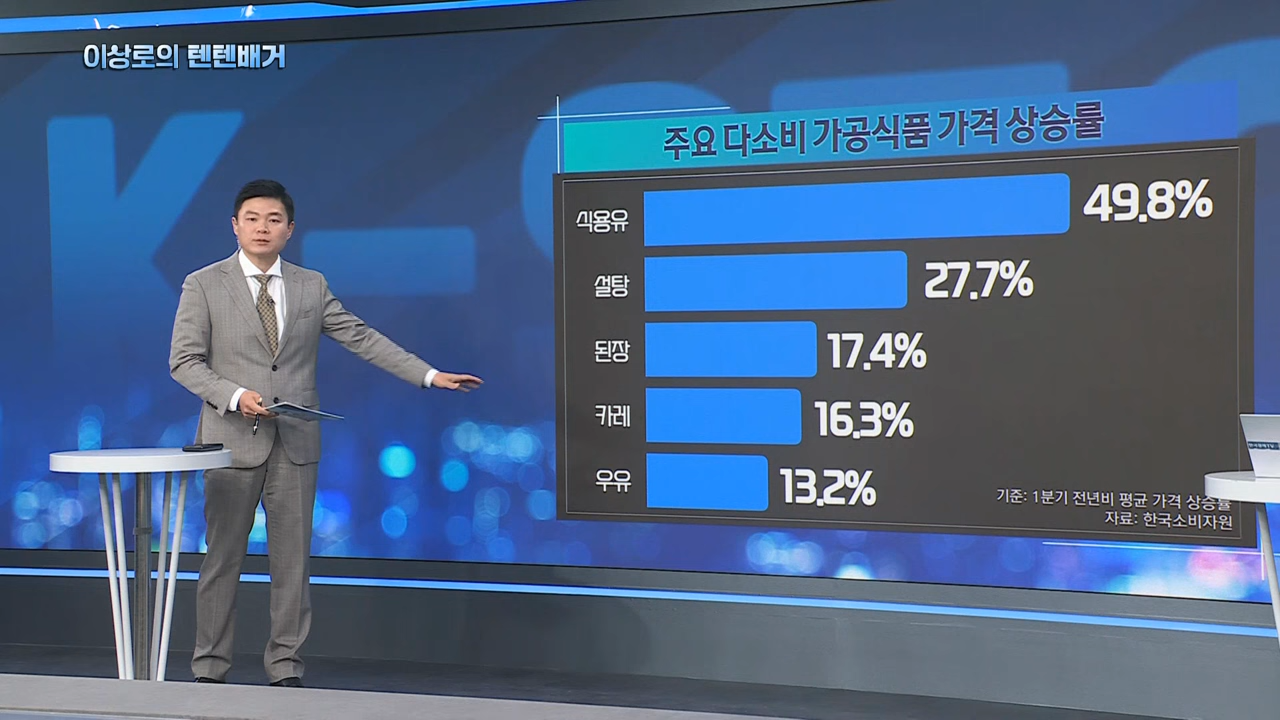 이상로의 텐텐배거
주요 다소비 가공식품 가격 상승률
식용유 49.8%
설탕 27.7%
된장 17.4%
카레 16.3%
우유 13.2%
기준: 1분기 전년비 평균 가격 상승률
자료: 한국소비자원